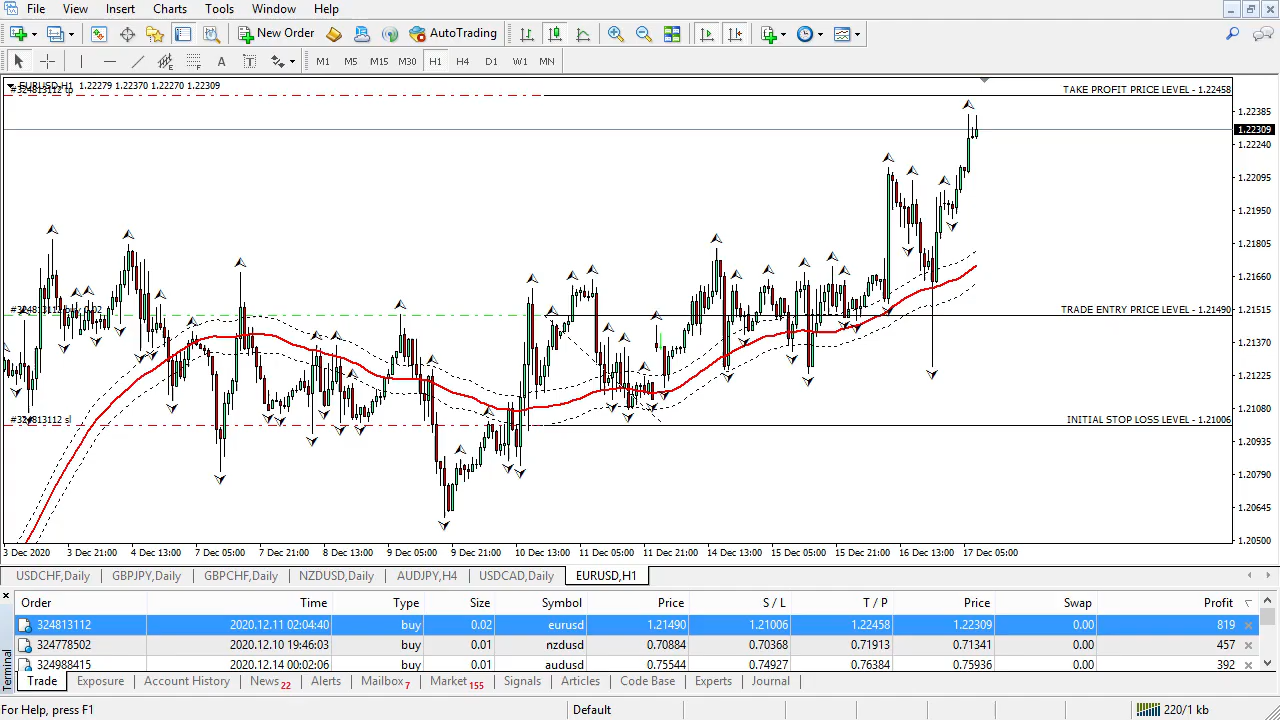 File View Insert Charts Tools Window Help
New Order AutoTrading
A T M1 M5 M15 M30 H1 H4 D1 W1 MN
EURUSD,H1 1.22279 1.22370 1.22270 1.22309
#324813112 tp
TAKE PROFIT PRICE LEVEL - 1.22458
1.22385
1.22309
1.22240
1.22095
1.21950
1.21805
1.21660
#324813112 buy 0.02
TRADE ENTRY PRICE LEVEL - 1.21490
1.21515
1.21370
1.21225
1.21080
#324813112 sl
INITIAL STOP LOSS LEVEL - 1.21006
1.20935
1.20790
1.20645
1.20500
3 Dec 2020 3 Dec 21:00 4 Dec 13:00 7 Dec 05:00 7 Dec 21:00 8 Dec 13:00 9 Dec 05:00 9 Dec 21:00 10 Dec 13:00 11 Dec 05:00 11 Dec 21:00 14 Dec 13:00 15 Dec 05:00 15 Dec 21:00 16 Dec 13:00 17 Dec 05:00
USDCHF,Daily GBPJPY,Daily GBPCHF,Daily NZDUSD,Daily AUDJPY,H4 USDCAD,Daily EURUSD,H1
Order Time Type Size Symbol Price S / L T / P Price Swap Profit
324813112 2020.12.11 02:04:40 buy 0.02 eurusd 1.21490 1.21006 1.22458 1.22309 0.00 819
324778502 2020.12.10 19:46:03 buy 0.01 nzdusd 0.70884 0.70368 0.71913 0.71341 0.00 457
324988415 2020.12.14 00:02:06 buy 0.01 audusd 0.75544 0.74927 0.76384 0.75936 0.00 392
Terminal
Trade Exposure Account History News 22 Alerts Mailbox 7 Market 155 Signals Articles Code Base Experts Journal
For Help, press F1 Default 220/1 kb